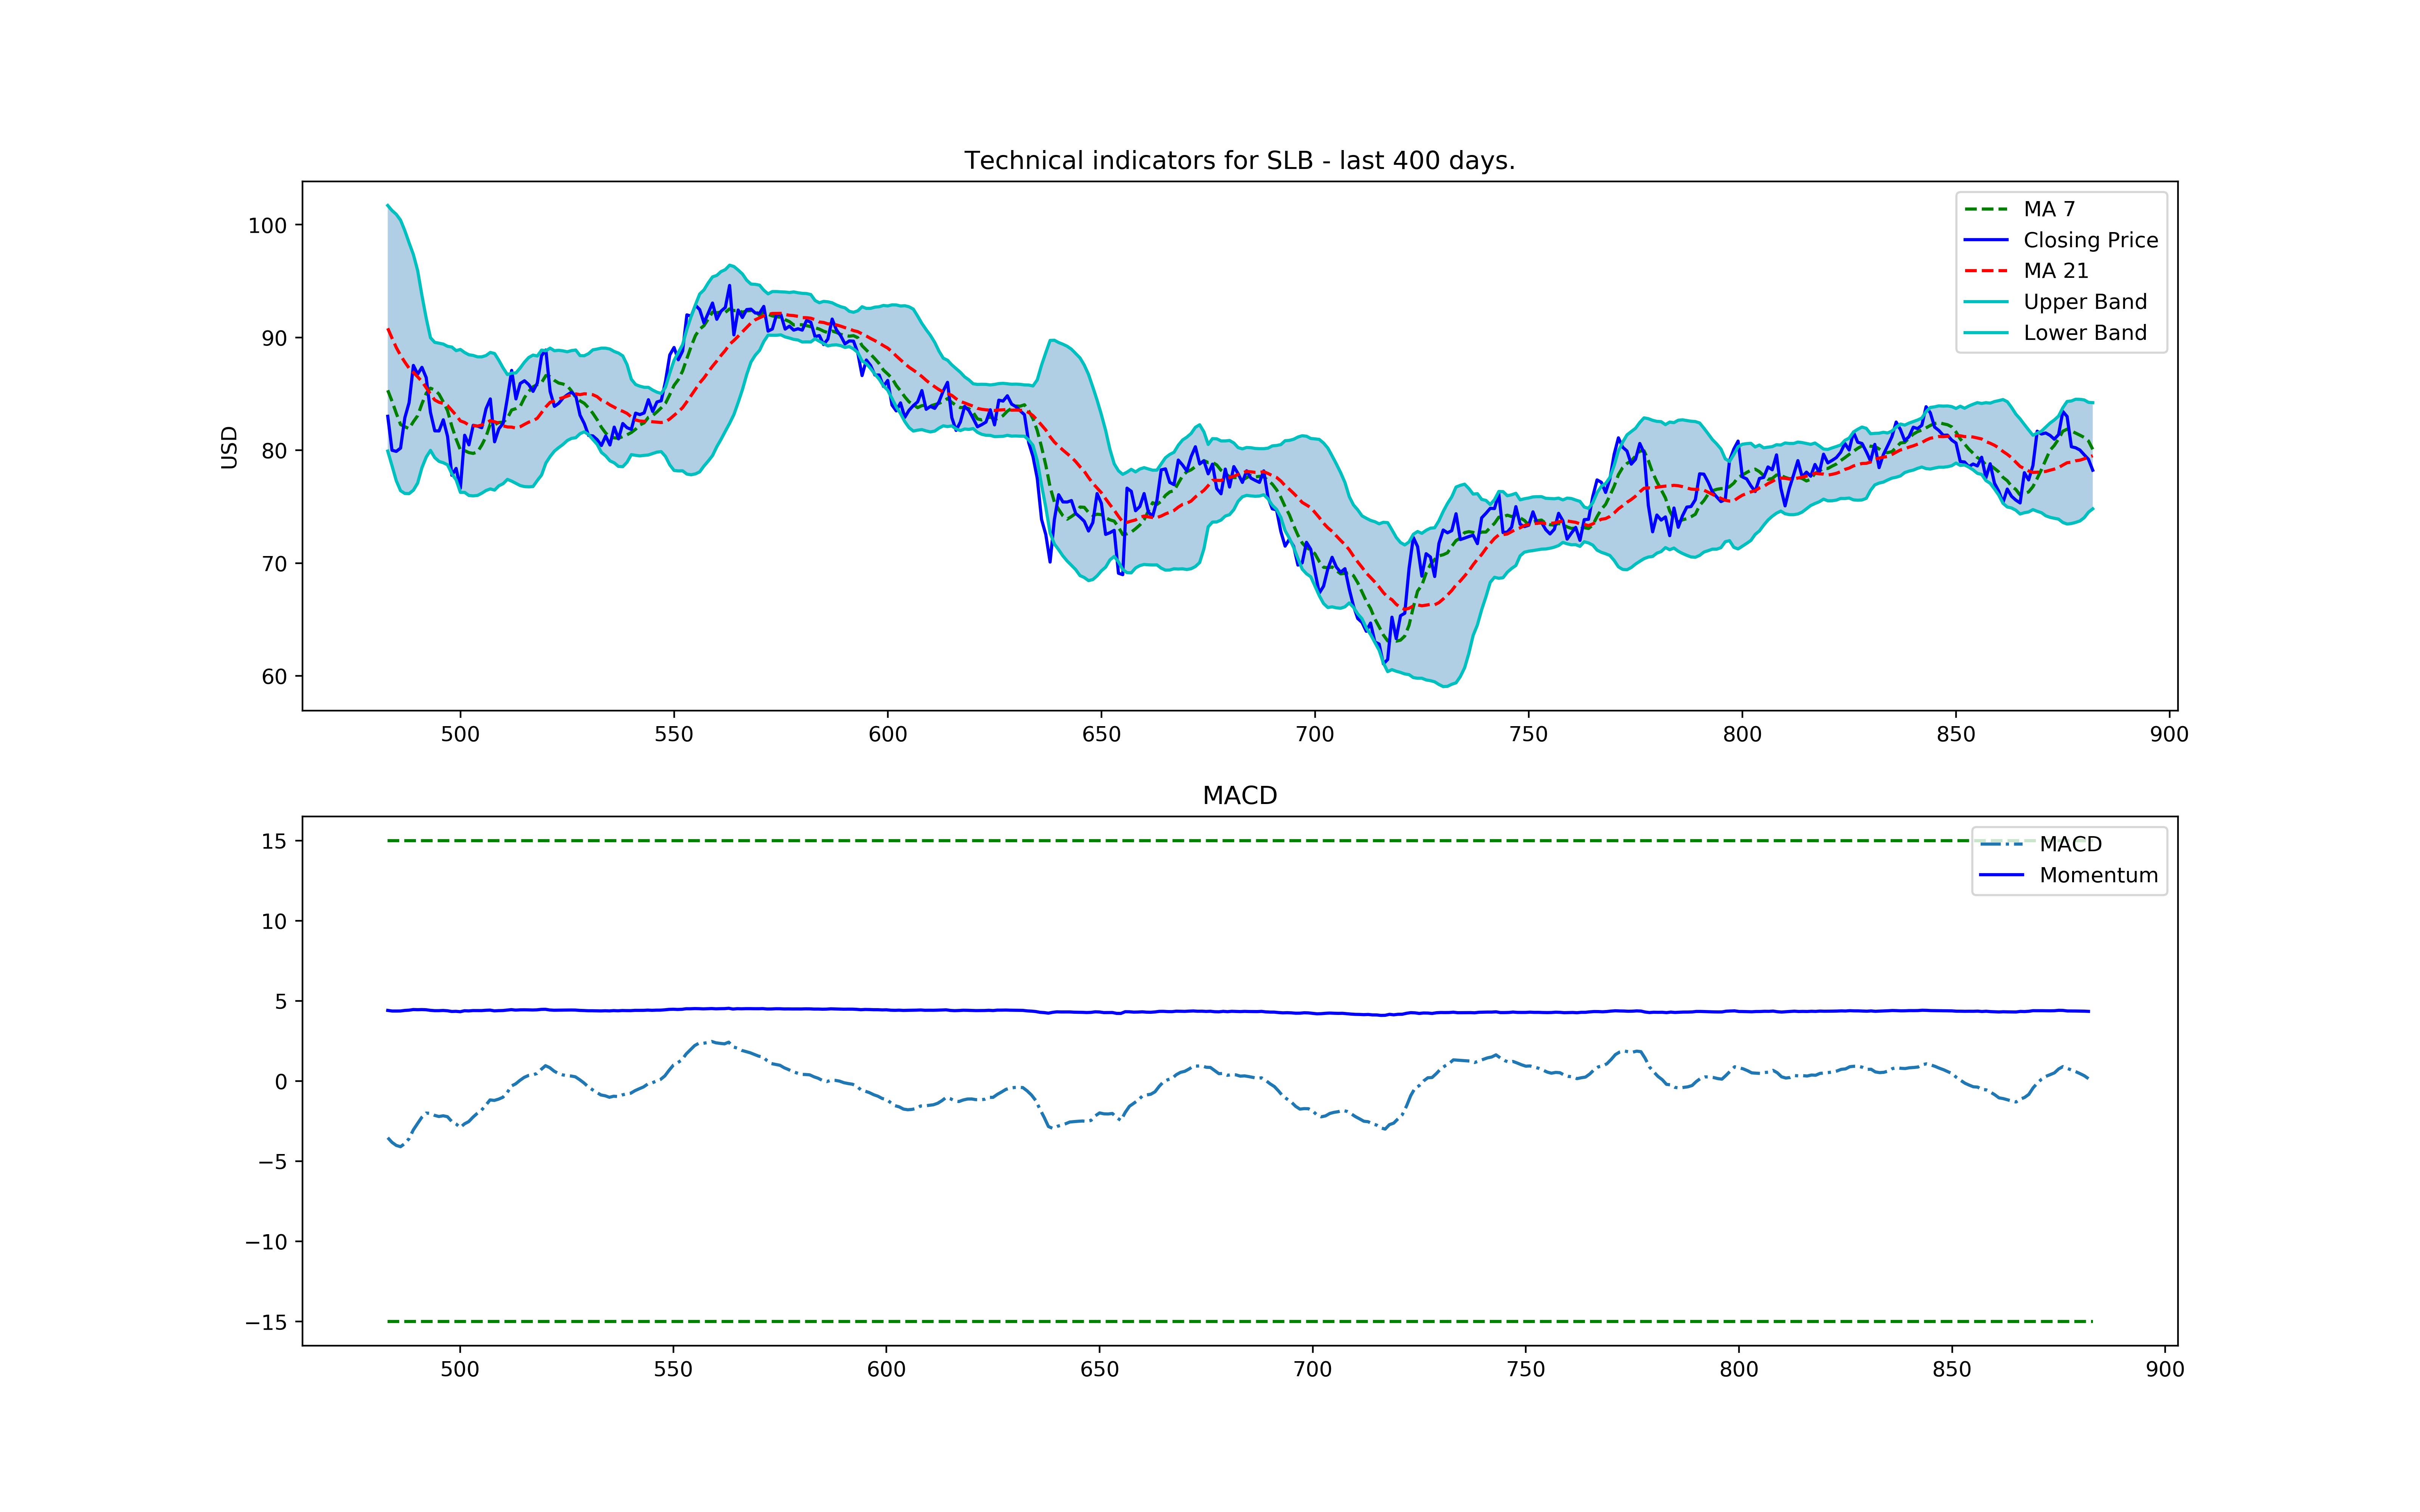 Technical indicators for SLB - last 400 days.
MA 7
Closing Price
MA 21
Upper Band
Lower Band
USD
100
90
80
70
60
500 550 600 650 700 750 800 850 900
MACD
MACD
Momentum
15
10
5
0
−5
−10
−15
500 550 600 650 700 750 800 850 900